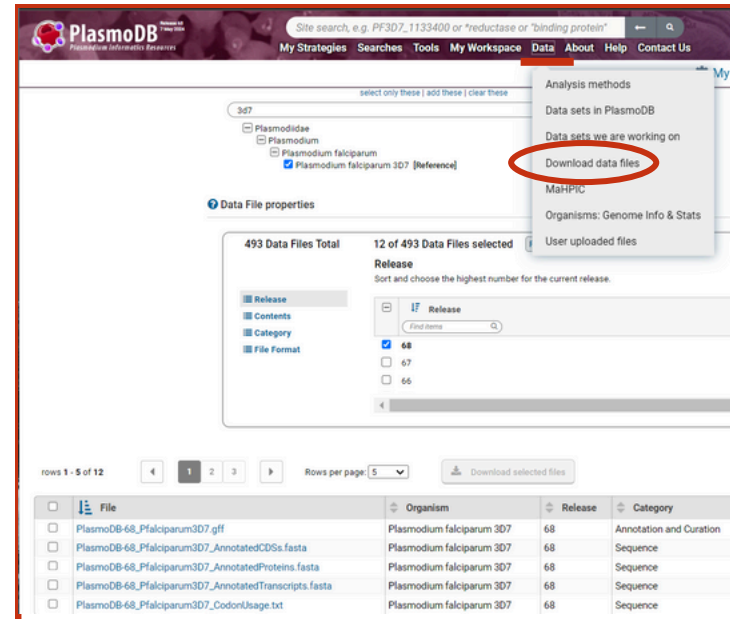 PlasmoDB
Release 68
7 May 2024
Plasmodium Informatics Resources
Site search, e.g. PF3D7_1133400 or *reductase or "binding protein"
My Strategies Searches Tools My Workspace Data About Help Contact Us
My
Analysis methods
Data sets in PlasmoDB
Data sets we are working on
Download data files
MaHPIC
Organisms: Genome Info & Stats
User uploaded files
select only these | add these | clear these
3d7
Plasmodiidae
Plasmodium
Plasmodium falciparum
Plasmodium falciparum 3D7 [Reference]
Data File properties
493 Data Files Total
12 of 493 Data Files selected
Release
Sort and choose the highest number for the current release.
Release
Contents
Category
File Format
Release
Find items
68
67
66
rows 1 - 5 of 12
1 2 3
Rows per page: 5
Download selected files
File Organism Release Category
PlasmoDB-68_Pfalciparum3D7.gff Plasmodium falciparum 3D7 68 Annotation and Curation
PlasmoDB-68_Pfalciparum3D7_AnnotatedCDSs.fasta Plasmodium falciparum 3D7 68 Sequence
PlasmoDB-68_Pfalciparum3D7_AnnotatedProteins.fasta Plasmodium falciparum 3D7 68 Sequence
PlasmoDB-68_Pfalciparum3D7_AnnotatedTranscripts.fasta Plasmodium falciparum 3D7 68 Sequence
PlasmoDB-68_Pfalciparum3D7_CodonUsage.txt Plasmodium falciparum 3D7 68 Sequence